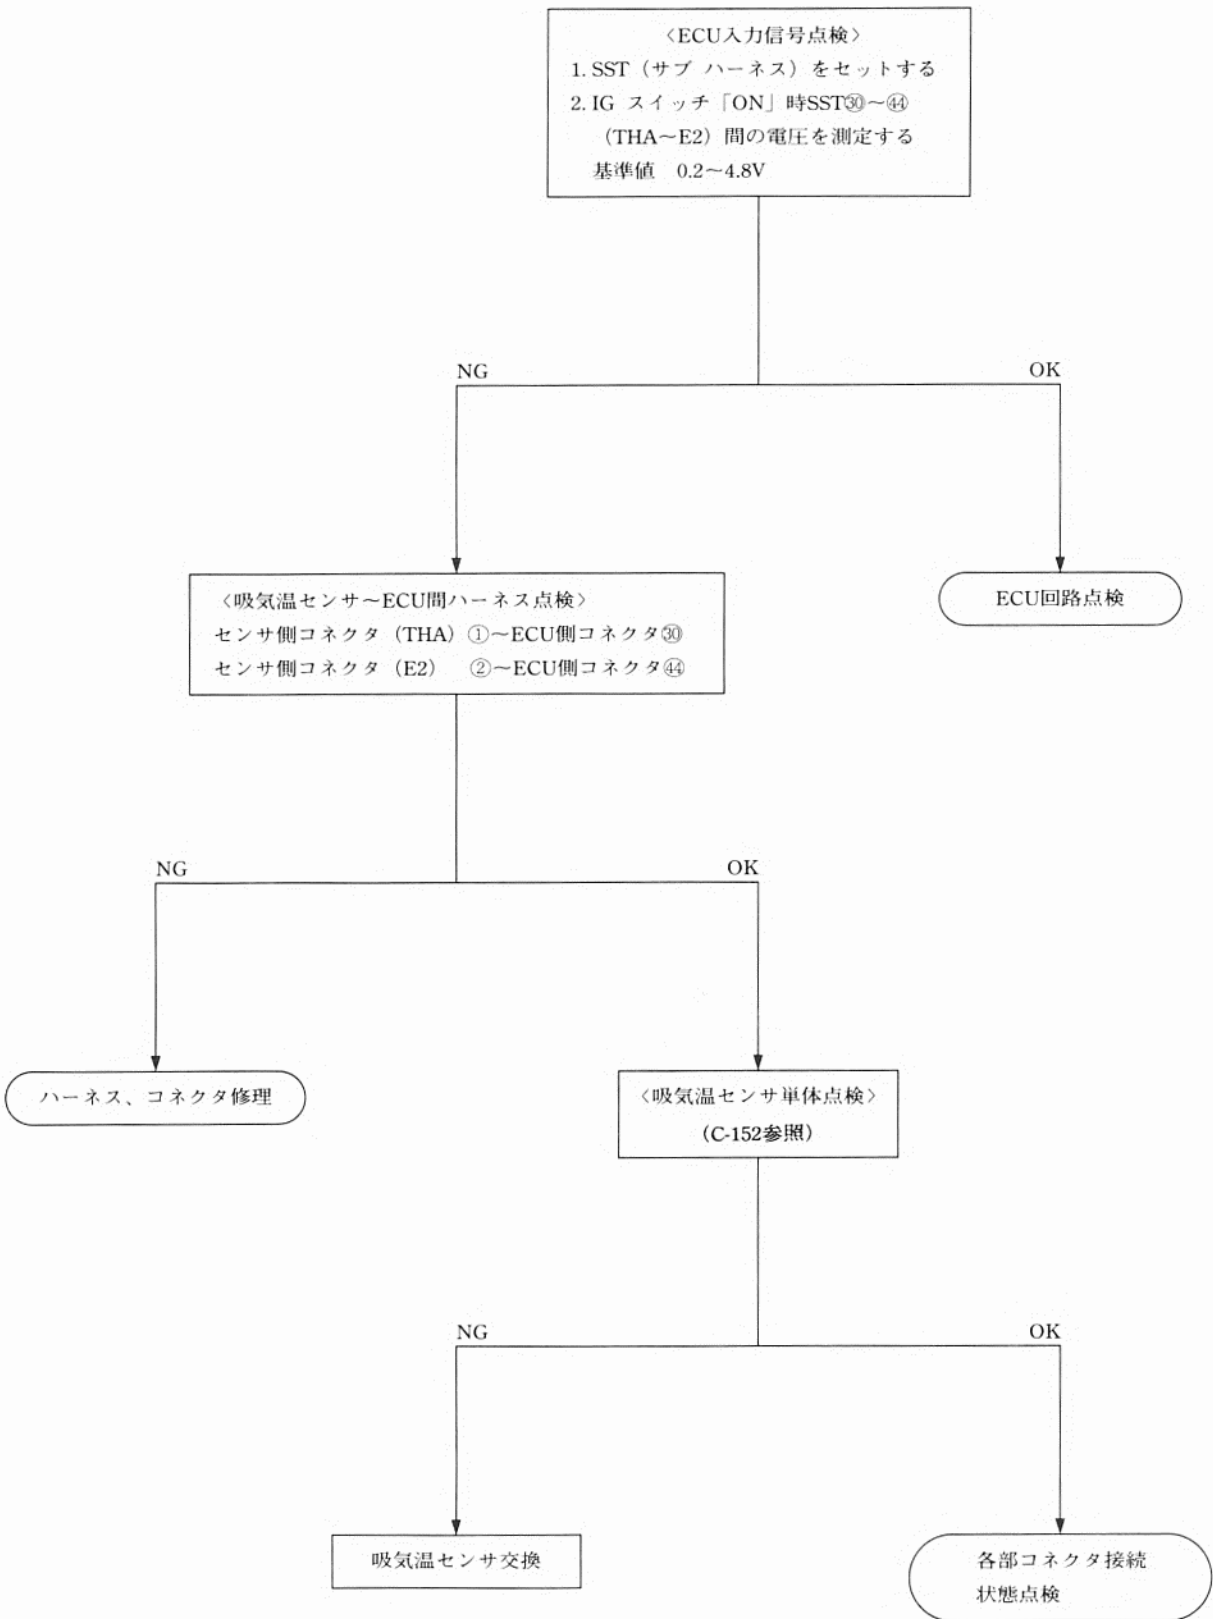 〈ECU入力信号点検〉
1. SST（サブ ハーネス）をセットする
2. IG スイッチ「ON」時SST㉚～㊹
（THA～E2）間の電圧を測定する
基準値　0.2～4.8V
NG
OK
〈吸気温センサ～ECU間ハーネス点検〉
センサ側コネクタ（THA）①～ECU側コネクタ㉚
センサ側コネクタ（E2）　②～ECU側コネクタ㊹
ECU回路点検
NG
OK
ハーネス、コネクタ修理
〈吸気温センサ単体点検〉
（C-152参照）
NG
OK
吸気温センサ交換
各部コネクタ接続
状態点検